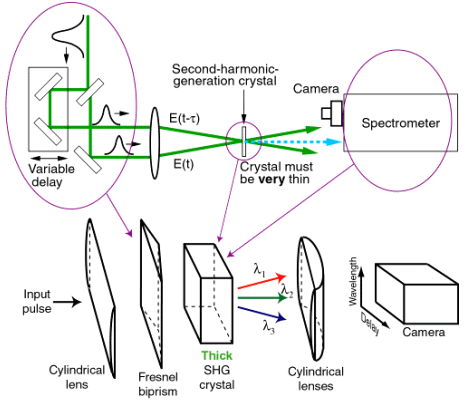 Second-harmonic-
generation crystal
Camera
E(t-τ)
Spectrometer
E(t)
Variable
delay
Crystal must
be very thin
Input
pulse
λ1
λ2
λ3
Wavelength
Delay
Camera
Thick
SHG
crystal
Cylindrical
lens
Fresnel
biprism
Cylindrical
lenses